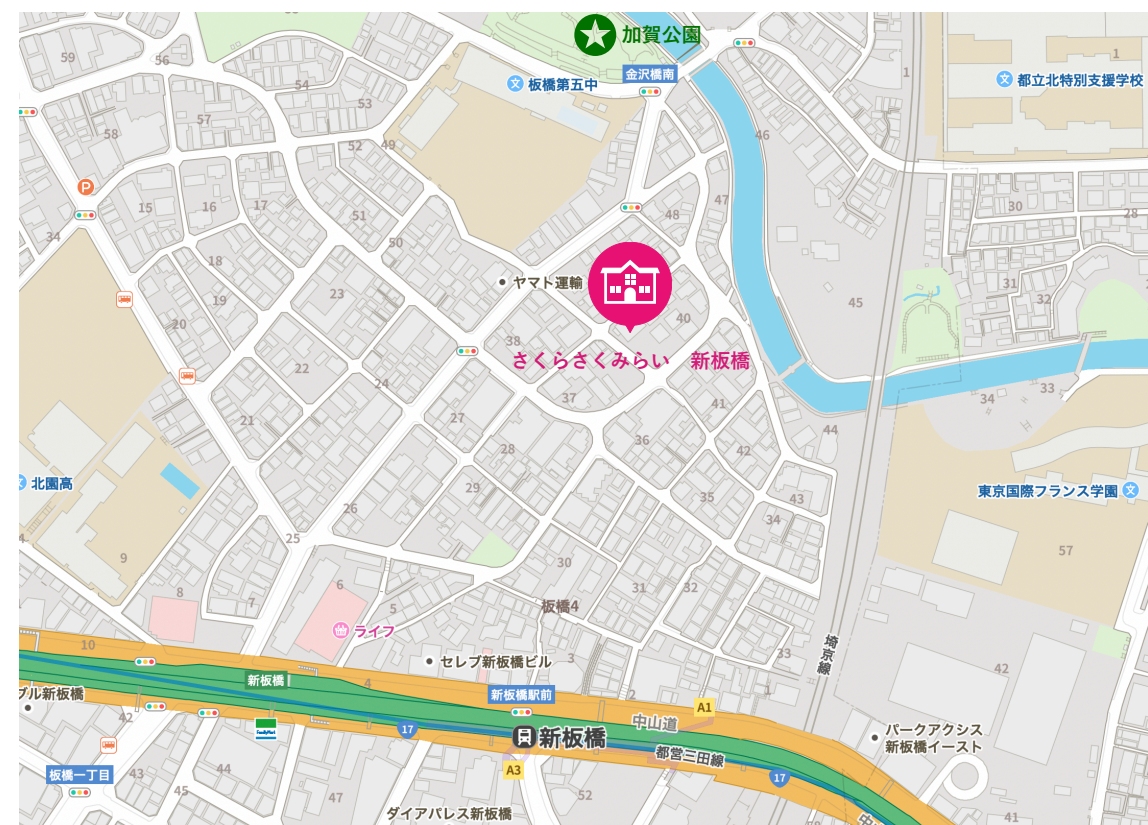 加賀公園
金沢橋南
板橋第五中
都立北特別支援学校
59
56
54
53
1
1
58
57
52
49
46
P
15
16
17
51
50
48
47
30
28
34
18
19
23
ヤマト運輸
40
45
31
32
20
22
24
38
さくらさくみらい 新板橋
33
34
21
27
37
41
36
28
42
44
北園高
29
35
43
東京国際フランス学園
26
34
25
9
6
30
57
8
7
5
31
32
板橋4
ライフ
10
セレブ新板橋ビル
3
33
埼京線
42
新板橋
4
新板橋駅前
2
1
A1
ブル新板橋
42
17
中山道
新板橋
都営三田線
パークアクシス
新板橋イースト
FamilyMart
A3
17
板橋一丁目
43
44
45
47
52
ダイアパレス新板橋
41